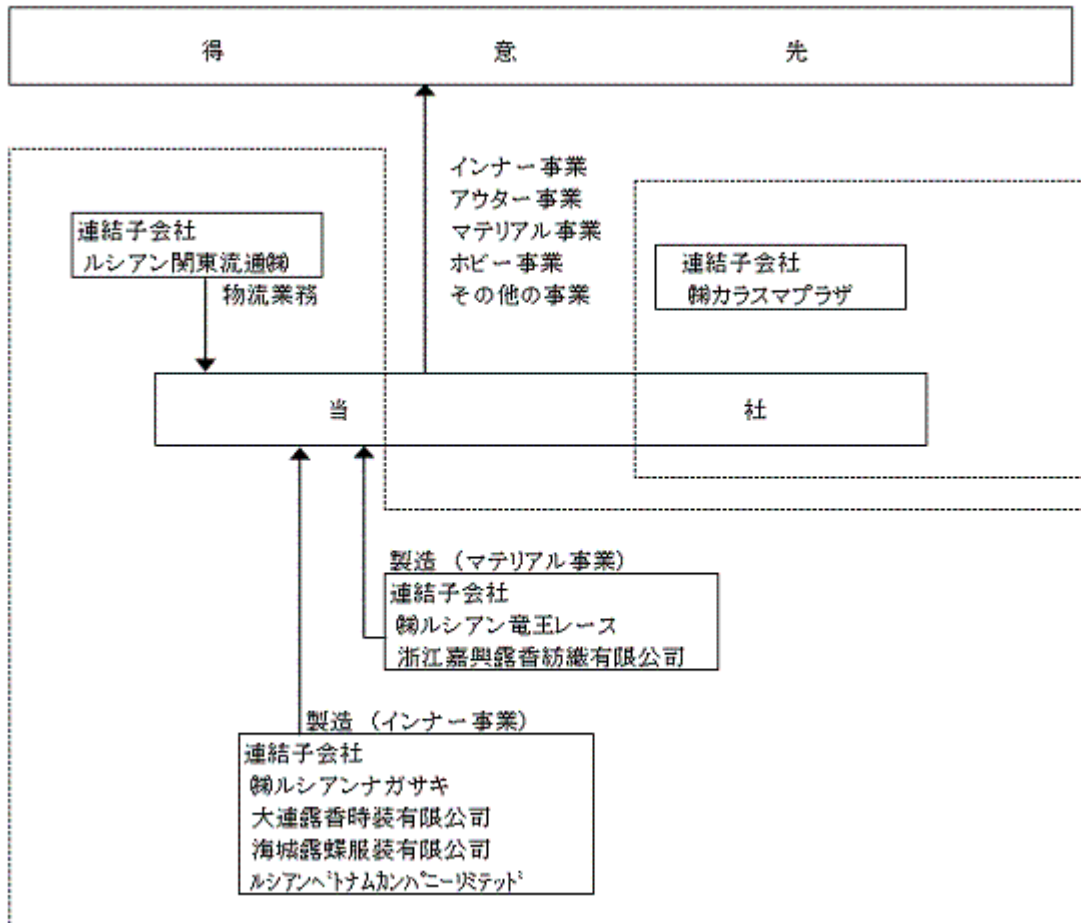 得意先
インナー事業
アウター事業
マテリアル事業
ホビー事業
その他の事業
連結子会社
ルシアン関東流通㈱
物流業務
連結子会社
㈱カラスマプラザ
当社
製造（マテリアル事業）
連結子会社
㈱ルシアン竜王レース
浙江嘉興露香紡織有限公司
製造（インナー事業）
連結子会社
㈱ルシアンナガサキ
大連露香時装有限公司
海城露蝶服装有限公司
ﾙｼｱﾝﾍﾞﾄﾅﾑｶﾝﾊﾟﾆｰﾘﾐﾃｯﾄﾞ